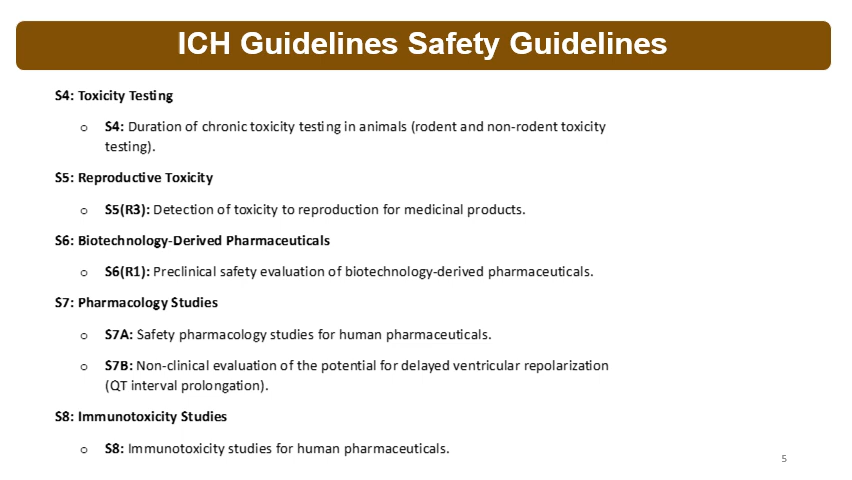 ICH Guidelines Safety Guidelines
S4: Toxicity Testing
o S4: Duration of chronic toxicity testing in animals (rodent and non-rodent toxicity
testing).
S5: Reproductive Toxicity
o S5(R3): Detection of toxicity to reproduction for medicinal products.
S6: Biotechnology-Derived Pharmaceuticals
o S6(R1): Preclinical safety evaluation of biotechnology-derived pharmaceuticals.
S7: Pharmacology Studies
o S7A: Safety pharmacology studies for human pharmaceuticals.
o S7B: Non-clinical evaluation of the potential for delayed ventricular repolarization
(QT interval prolongation).
S8: Immunotoxicity Studies
o S8: Immunotoxicity studies for human pharmaceuticals.
5